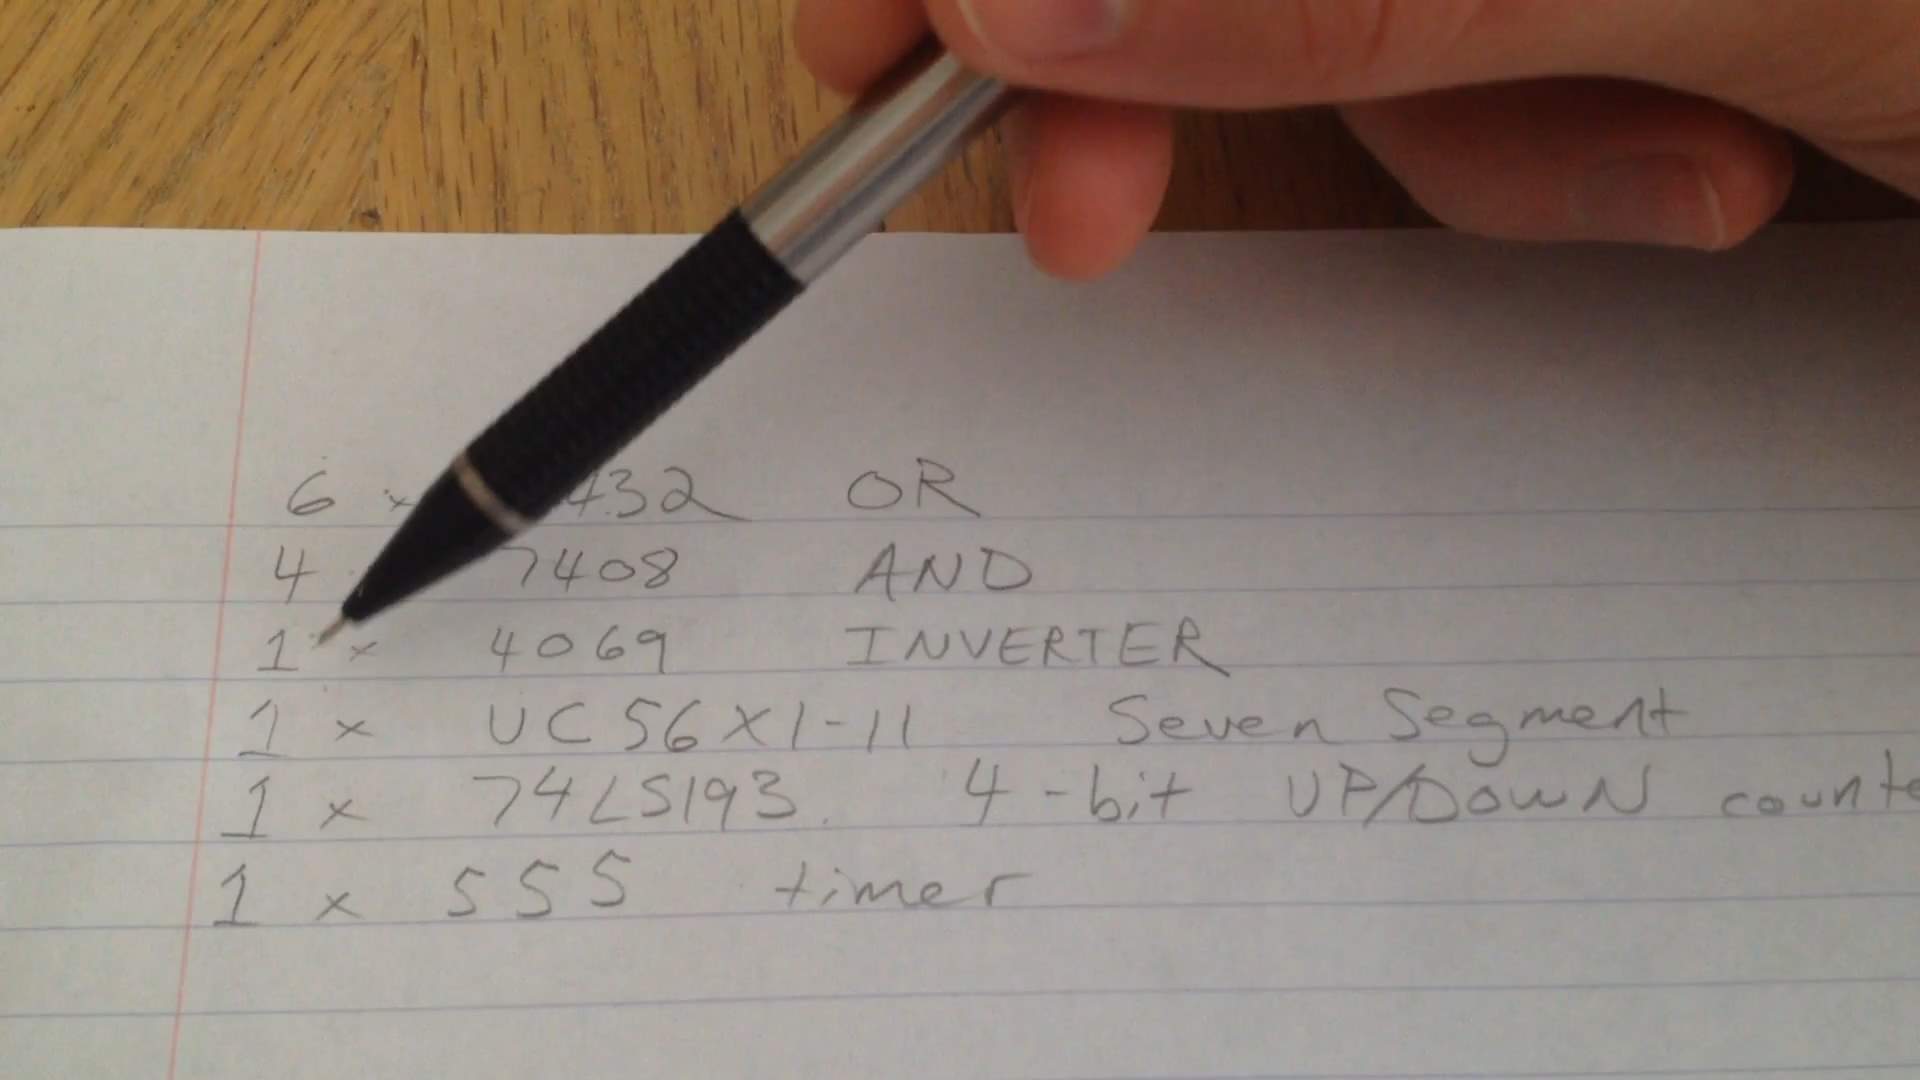 6 × 432 OR
4 7408 AND
1 × 4069 INVERTER
1 × UC56X1-11 Seven Segment
1 × 74LS193. 4-bit UP/DOWN counte
1 × 555 timer